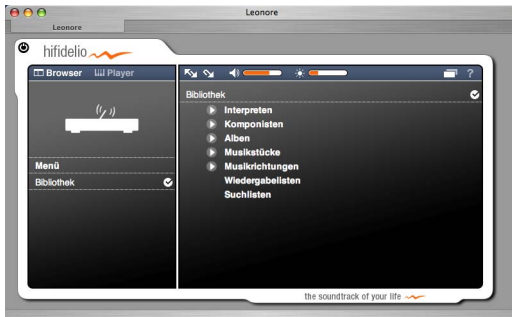 Leonore
Leonore
hifidelio
Browser Player
?
Bibliothek
Interpreten
Komponisten
Alben
Musikstücke
Musikrichtungen
Wiedergabelisten
Suchlisten
Menü
Bibliothek
the soundtrack of your life